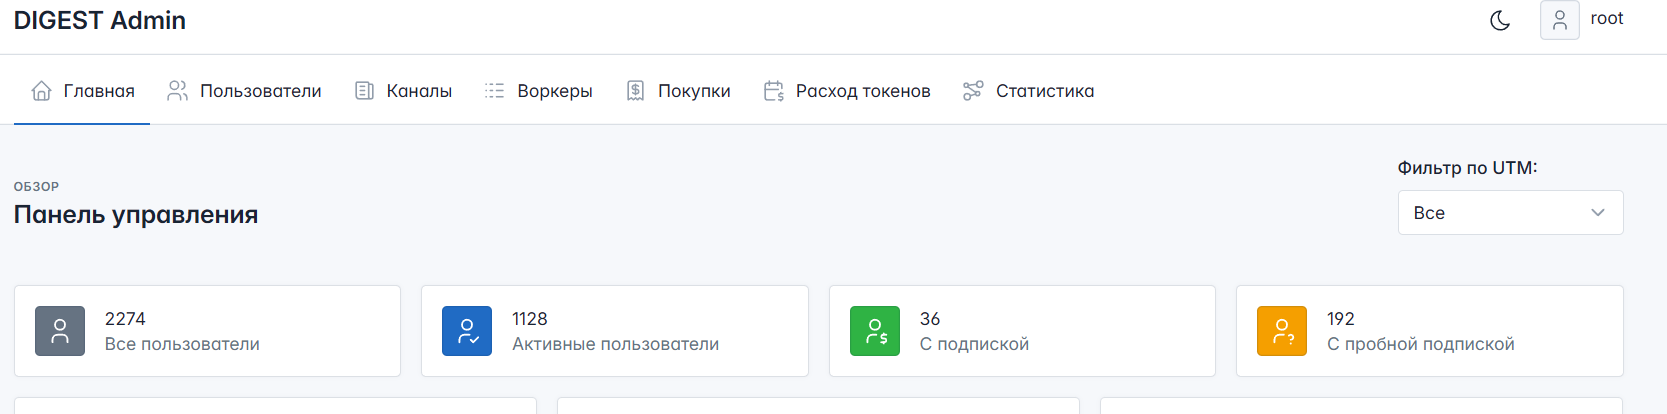 DIGEST Admin
root
Главная Пользователи Каналы Воркеры Покупки Расход токенов Статистика
Фильтр по UTM:
ОБЗОР
Панель управления
Все
2274
Все пользователи
1128
Активные пользователи
36
С подпиской
192
С пробной подпиской